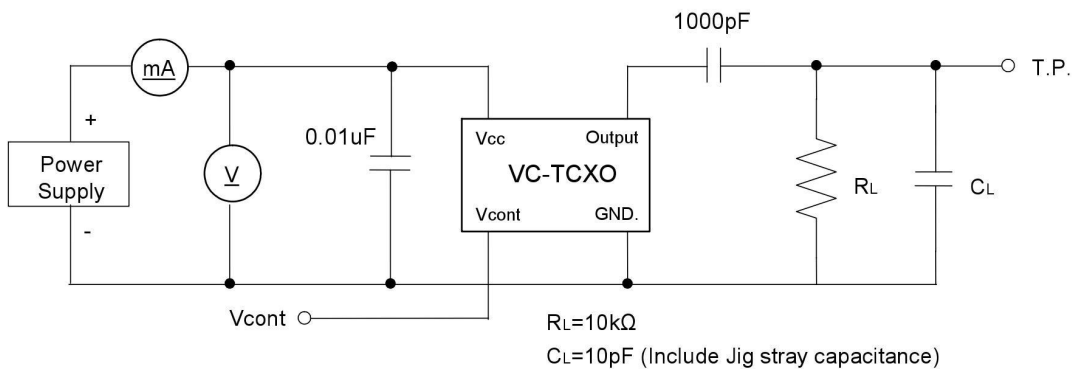 1000pF
mA
T.P.
+
0.01uF
Vcc
Output
Power
Supply
V
VC-TCXO
RL
CL
Vcont
GND.
-
Vcont
RL=10kΩ
CL=10pF (Include Jig stray capacitance)